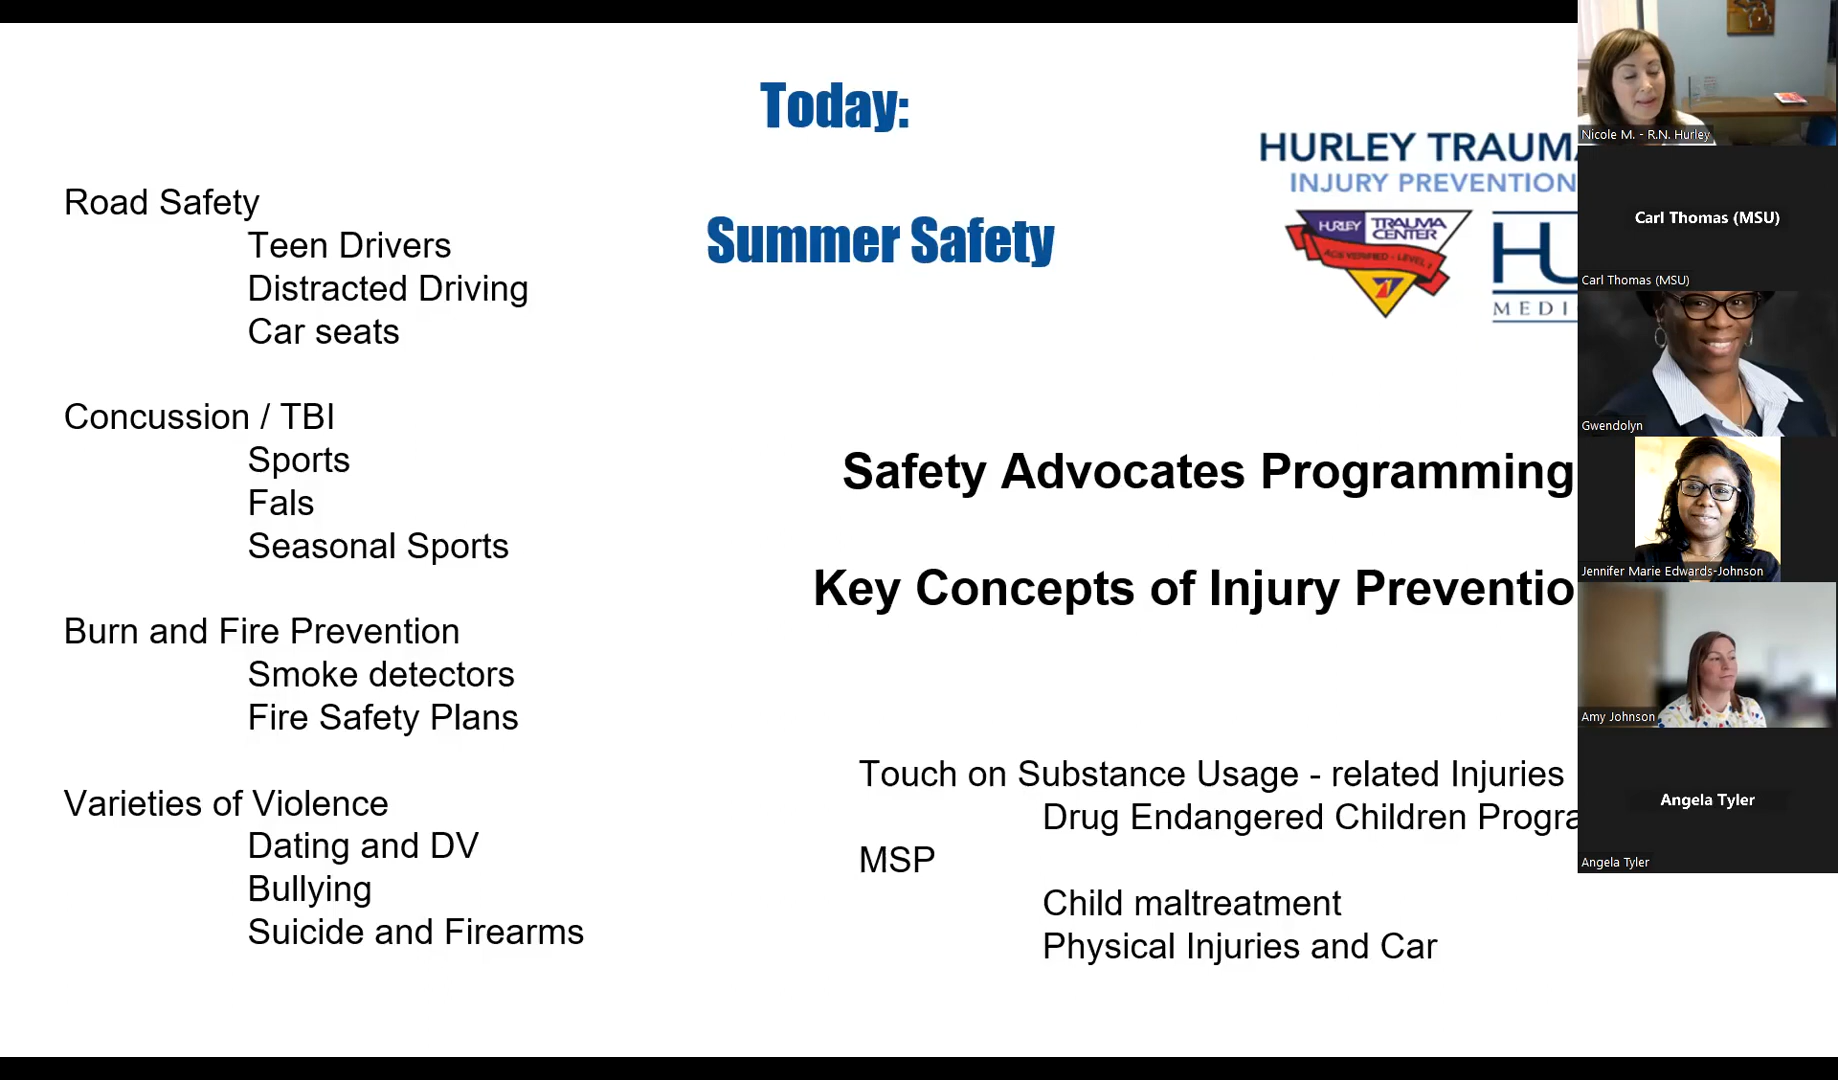 Today:
Summer Safety
HURLEY TRAUMA
INJURY PREVENTION
HURLEY TRAUMA
CENTER
ACS VERIFIED - LEVEL I
HU
MEDI
Road Safety
Teen Drivers
Distracted Driving
Car seats
Concussion / TBI
Sports
Fals
Seasonal Sports
Burn and Fire Prevention
Smoke detectors
Fire Safety Plans
Varieties of Violence
Dating and DV
Bullying
Suicide and Firearms
Safety Advocates Programming
Key Concepts of Injury Preventio
Touch on Substance Usage - related Injuries
Drug Endangered Children Progra
MSP
Child maltreatment
Physical Injuries and Car
Nicole M. - R.N. Hurley
Carl Thomas (MSU)
Carl Thomas (MSU)
Gwendolyn
Jennifer Marie Edwards-Johnson
Amy Johnson
Angela Tyler
Angela Tyler